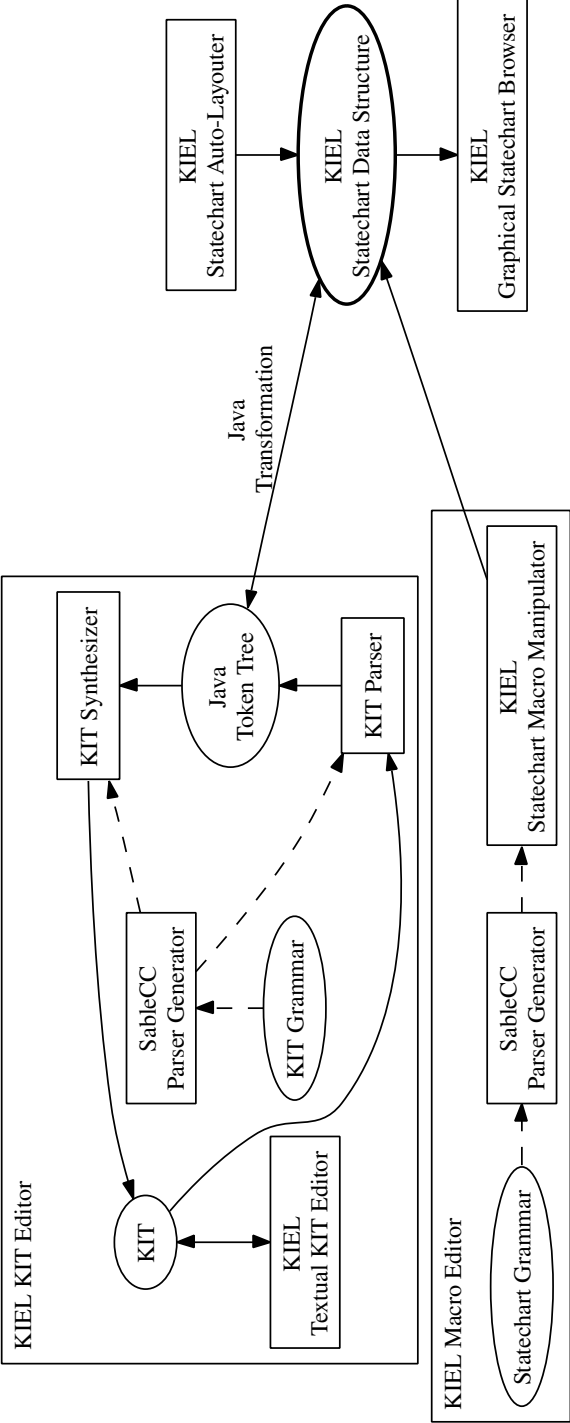 KIEL KIT Editor
KIT
KIEL
Textual KIT Editor
SableCC
Parser Generator
KIT Grammar
KIT Synthesizer
Java
Token Tree
KIT Parser
Java
Transformation
KIEL
Statechart Auto-Layouter
KIEL
Statechart Data Structure
KIEL
Graphical Statechart Browser
KIEL Macro Editor
Statechart Grammar
SableCC
Parser Generator
KIEL
Statechart Macro Manipulator